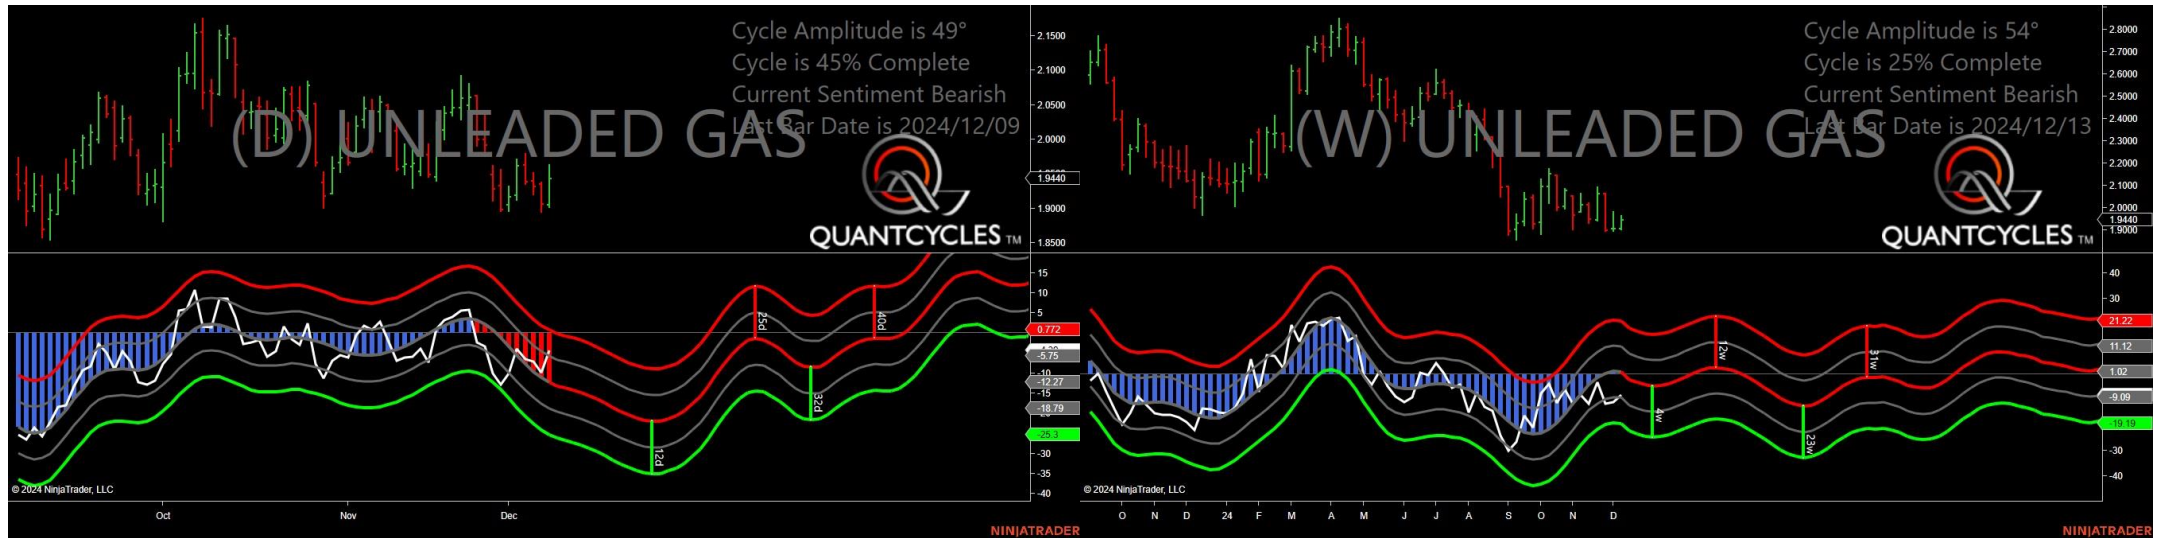 Cycle Amplitude is 49°
Cycle is 45% Complete
Current Sentiment Bearish
Last Bar Date is 2024/12/09
(D) UNLEADED GAS
QUANTCYCLES TM
2.1500
2.1000
2.0500
2.0000
1.9440
1.9000
1.8500
15
10
5
0.772
-5.75
-10
-12.27
-15
-18.79
-25.3
-30
-35
-40
12d
25d
32d
40d
© 2024 NinjaTrader, LLC
Oct
Nov
Dec
NINJATRADER
Cycle Amplitude is 54°
Cycle is 25% Complete
Current Sentiment Bearish
Last Bar Date is 2024/12/13
(W) UNLEADED GAS
QUANTCYCLES TM
2.8000
2.7000
2.6000
2.5000
2.4000
2.3000
2.2000
2.1000
2.0000
1.9440
1.9000
40
30
21.22
11.12
1.02
-9.09
-19.19
-30
-40
4w
12w
23w
31w
© 2024 NinjaTrader, LLC
O N D 24 F M A M J J A S O N D
NINJATRADER